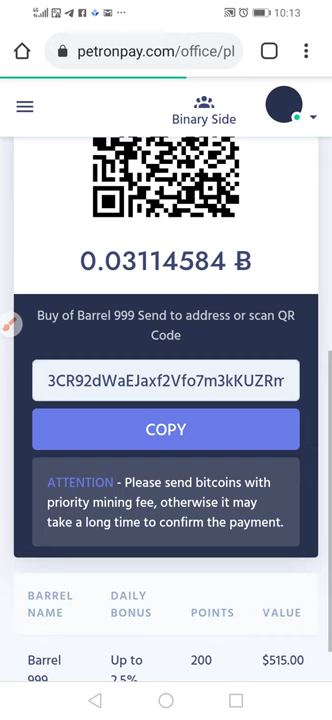 10:13
petronpay.com/office/pl
Binary Side
0.03114584 Ƀ
Buy of Barrel 999 Send to address or scan QR
Code
3CR92dWaEJaxf2Vfo7m3kKUZRm
COPY
ATTENTION - Please send bitcoins with
priority mining fee, otherwise it may
take a long time to confirm the payment.
BARREL NAME DAILY BONUS POINTS VALUE
Barrel 999 Up to 2.5% 200 $515.00